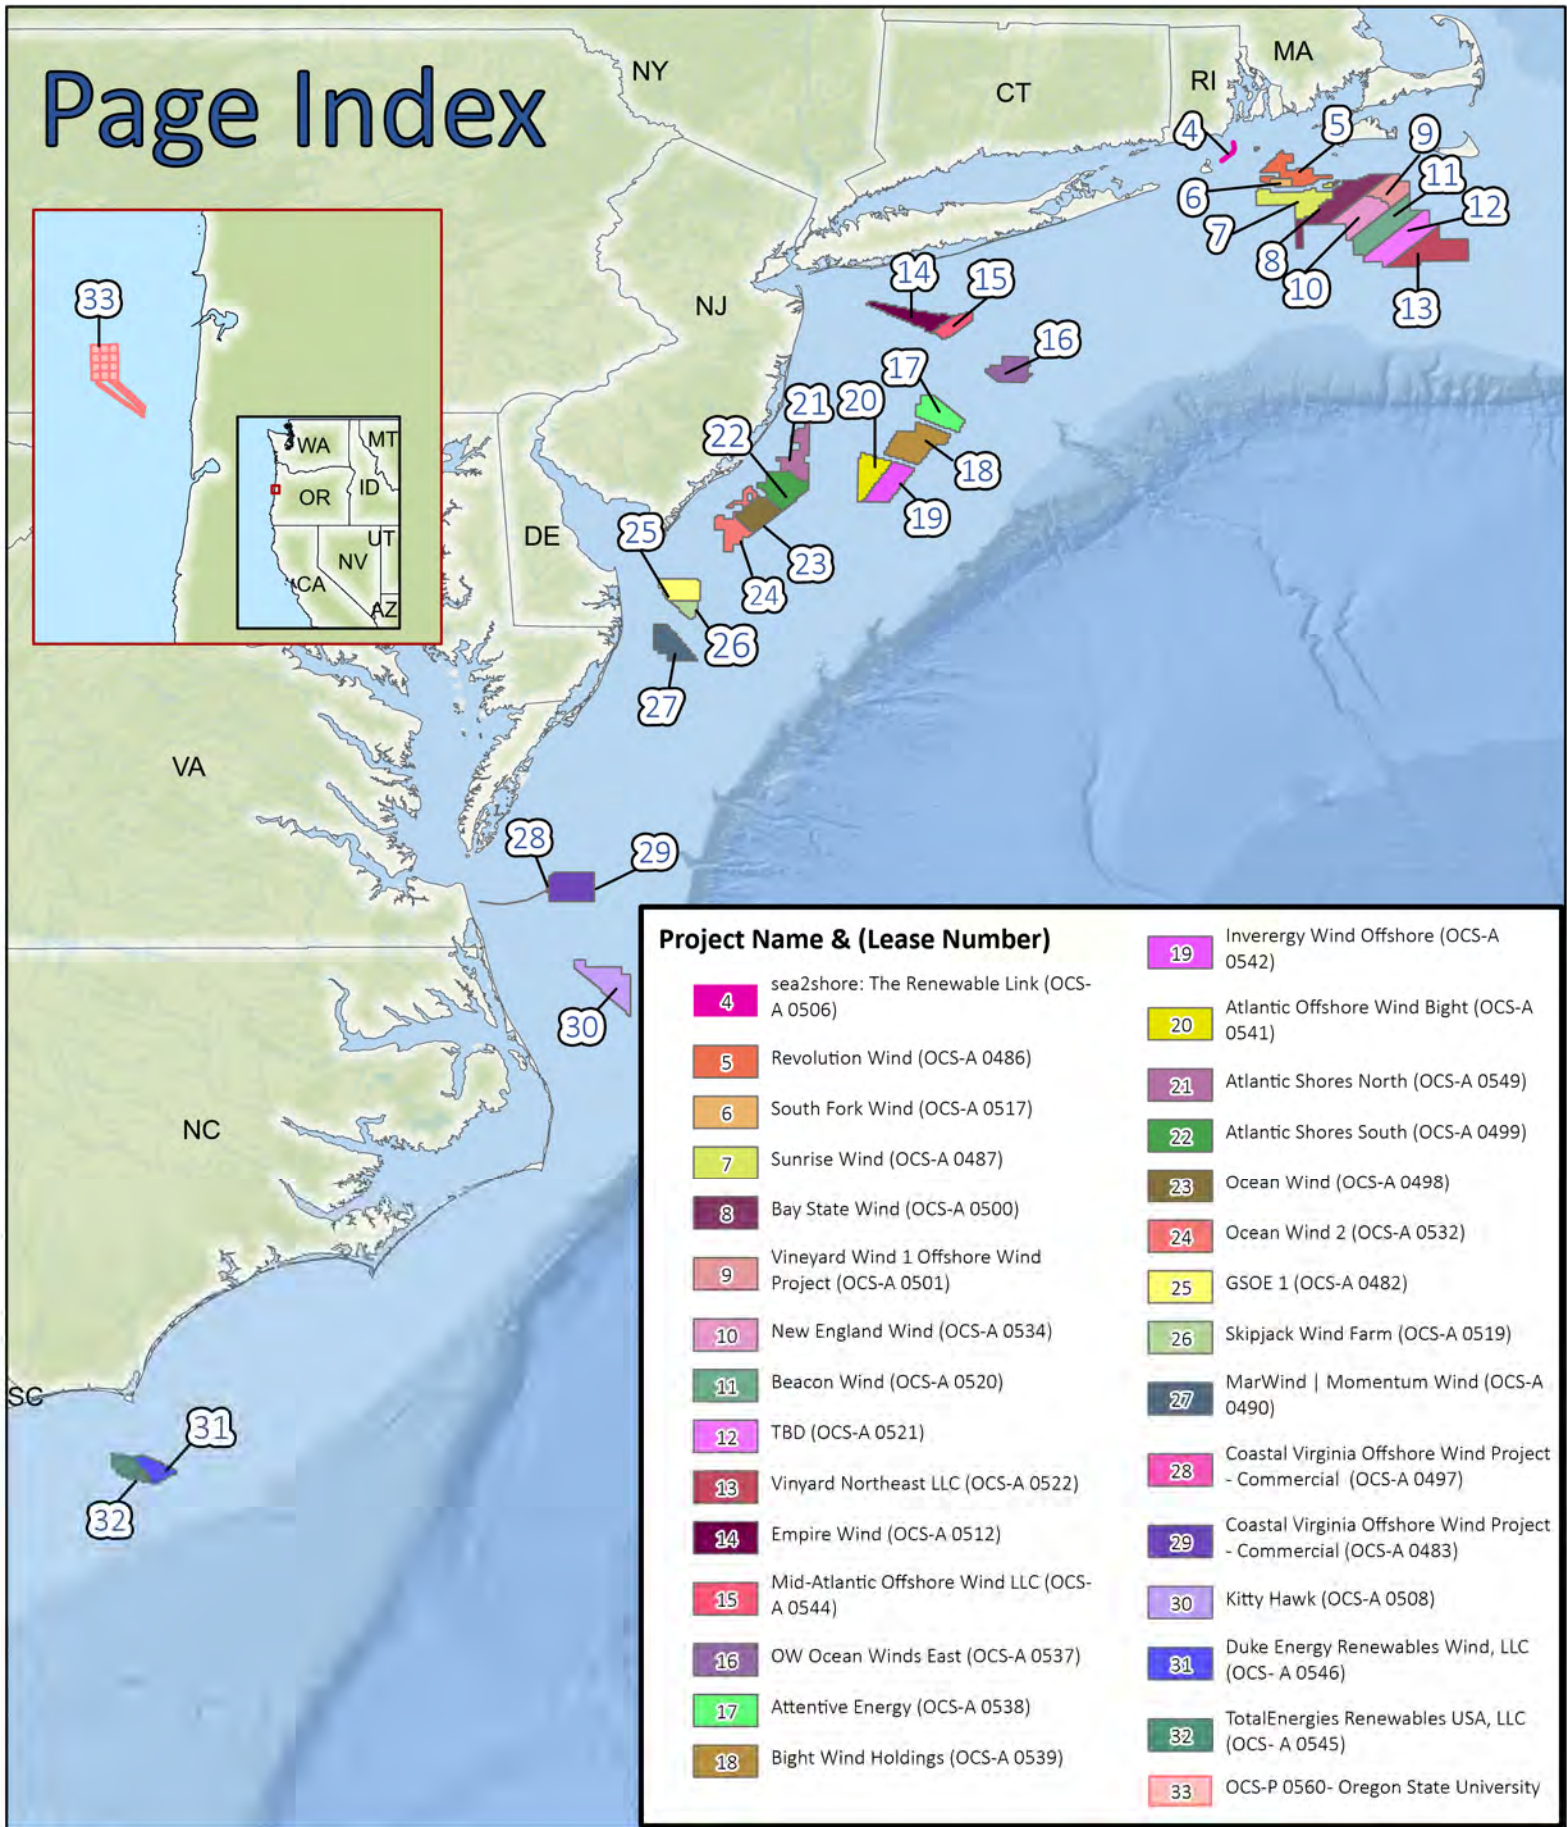 Page Index
NY
CT
RI
MA
NJ
DE
VA
NC
SC
4
5
6
7
8
9
10
11
12
13
14
15
16
17
18
19
20
21
22
23
24
25
26
27
28
29
30
31
32
33
WA
MT
OR
ID
UT
NV
CA
AZ
Project Name & (Lease Number)
4 sea2shore: The Renewable Link (OCS-
A 0506)
5 Revolution Wind (OCS-A 0486)
6 South Fork Wind (OCS-A 0517)
7 Sunrise Wind (OCS-A 0487)
8 Bay State Wind (OCS-A 0500)
9 Vineyard Wind 1 Offshore Wind
Project (OCS-A 0501)
10 New England Wind (OCS-A 0534)
11 Beacon Wind (OCS-A 0520)
12 TBD (OCS-A 0521)
13 Vinyard Northeast LLC (OCS-A 0522)
14 Empire Wind (OCS-A 0512)
15 Mid-Atlantic Offshore Wind LLC (OCS-
A 0544)
16 OW Ocean Winds East (OCS-A 0537)
17 Attentive Energy (OCS-A 0538)
18 Bight Wind Holdings (OCS-A 0539)
19 Inverergy Wind Offshore (OCS-A
0542)
20 Atlantic Offshore Wind Bight (OCS-A
0541)
21 Atlantic Shores North (OCS-A 0549)
22 Atlantic Shores South (OCS-A 0499)
23 Ocean Wind (OCS-A 0498)
24 Ocean Wind 2 (OCS-A 0532)
25 GSOE 1 (OCS-A 0482)
26 Skipjack Wind Farm (OCS-A 0519)
27 MarWind | Momentum Wind (OCS-A
0490)
28 Coastal Virginia Offshore Wind Project
- Commercial (OCS-A 0497)
29 Coastal Virginia Offshore Wind Project
- Commercial (OCS-A 0483)
30 Kitty Hawk (OCS-A 0508)
31 Duke Energy Renewables Wind, LLC
(OCS- A 0546)
32 TotalEnergies Renewables USA, LLC
(OCS- A 0545)
33 OCS-P 0560- Oregon State University